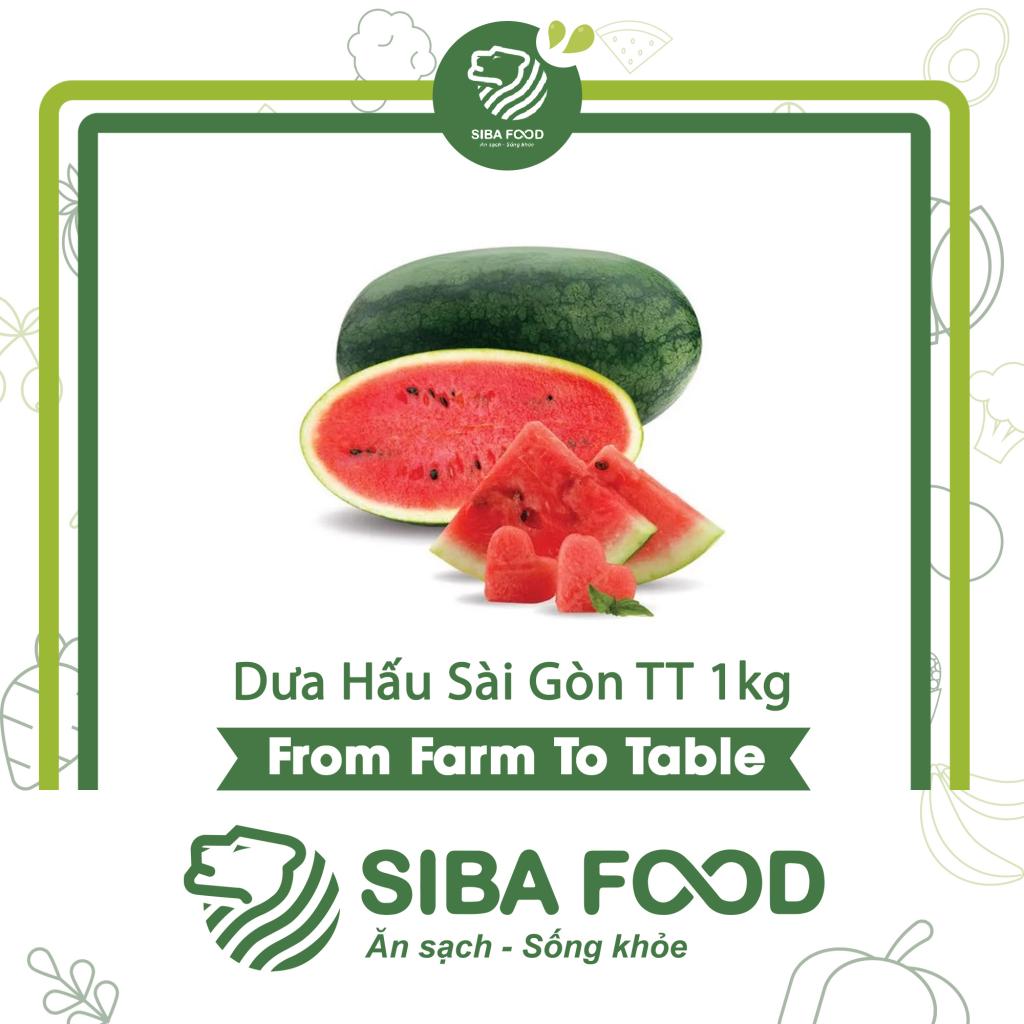 SIBA FOOD
Ăn sạch - Sống khỏe
Dưa Hấu Sài Gòn TT 1kg
From Farm To Table
SIBA FOOD
Ăn sạch - Sống khỏe